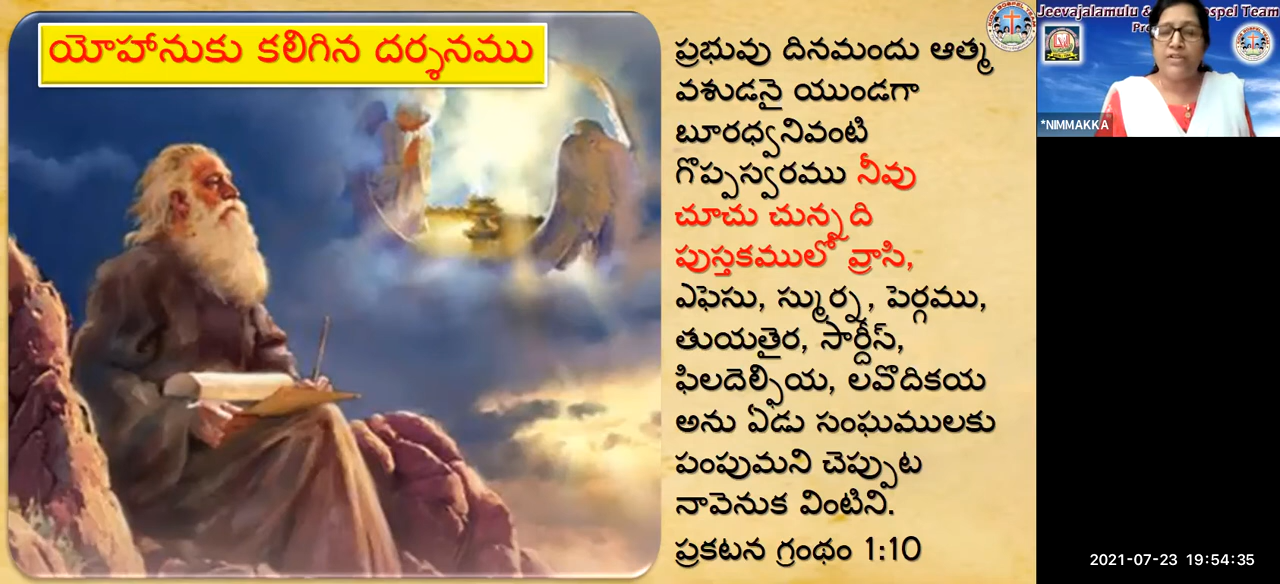 యోహానుకు కలిగిన దర్శనము
ప్రభువు దినమందు ఆత్మ
వశుడనై యుండగా
బూరధ్వనివంటి
గొప్పస్వరము నీవు
చూచు చున్నది
పుస్తకములో వ్రాసి,
ఎఫెసు, స్ముర్న, పెర్గము,
తుయతైర, సార్దీస్,
ఫిలదెల్ఫియ, లవొదికయ
అను ఏడు సంఘములకు
పంపుమని చెప్పుట
నావెనుక వింటిని.
ప్రకటన గ్రంథం 1:10
Jeevajalamulu & Gospel Team
*NIMMAKKA
2021-07-23 19:54:35